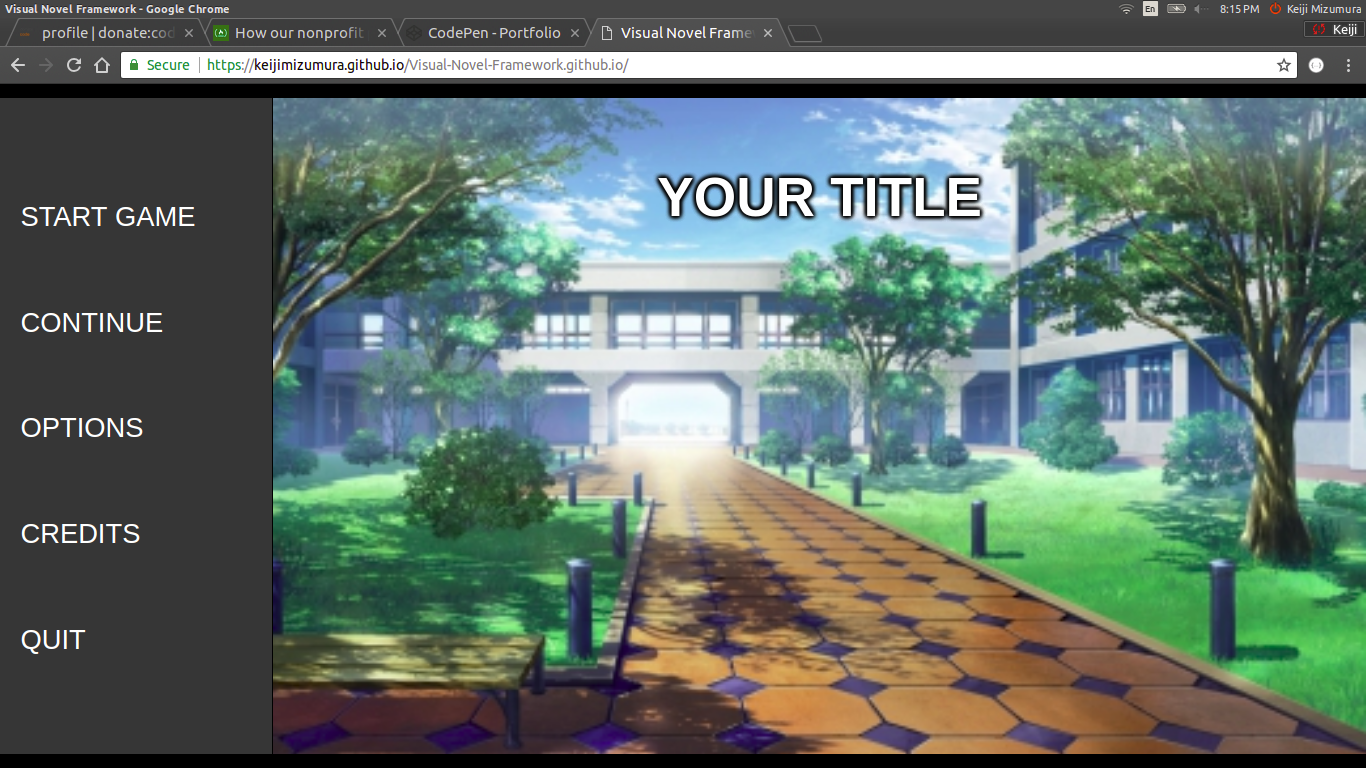 Visual Novel Framework - Google Chrome
En
8:15 PM
Keiji Mizumura
profile | donate:cod
How our nonprofit
CodePen - Portfolio
Visual Novel Frame
Keiji
Secure
https://keijimizumura.github.io/Visual-Novel-Framework.github.io/
YOUR TITLE
START GAME
CONTINUE
OPTIONS
CREDITS
QUIT